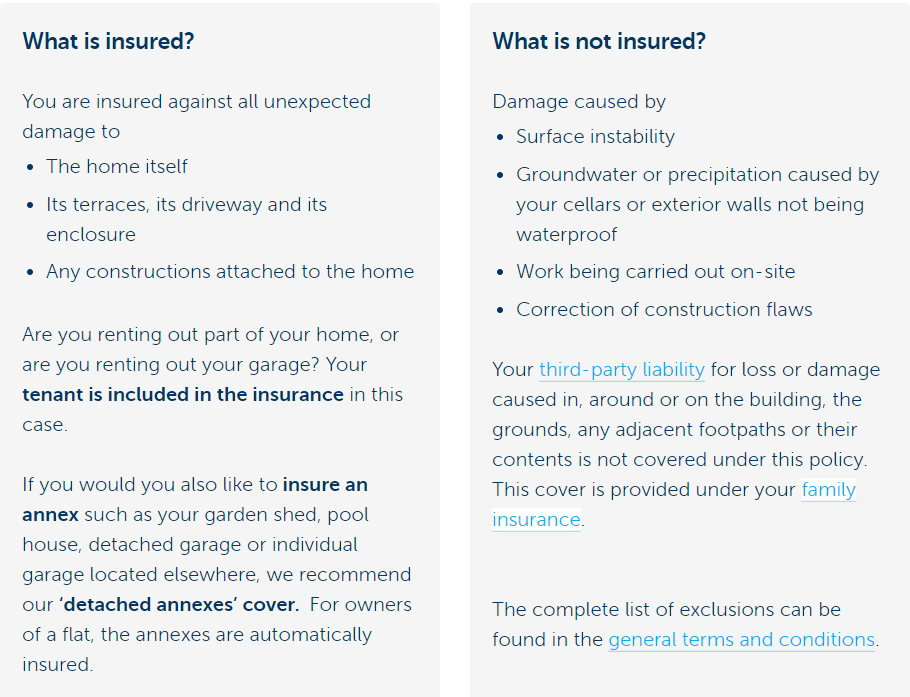 What is insured?
You are insured against all unexpected
damage to
• The home itself
• Its terraces, its driveway and its
enclosure
• Any constructions attached to the home
Are you renting out part of your home, or
are you renting out your garage? Your
tenant is included in the insurance in this
case.
If you would you also like to insure an
annex such as your garden shed, pool
house, detached garage or individual
garage located elsewhere, we recommend
our ‘detached annexes’ cover. For owners
of a flat, the annexes are automatically
insured.
What is not insured?
Damage caused by
• Surface instability
• Groundwater or precipitation caused by
your cellars or exterior walls not being
waterproof
• Work being carried out on-site
• Correction of construction flaws
Your third-party liability for loss or damage
caused in, around or on the building, the
grounds, any adjacent footpaths or their
contents is not covered under this policy.
This cover is provided under your family
insurance.
The complete list of exclusions can be
found in the general terms and conditions.